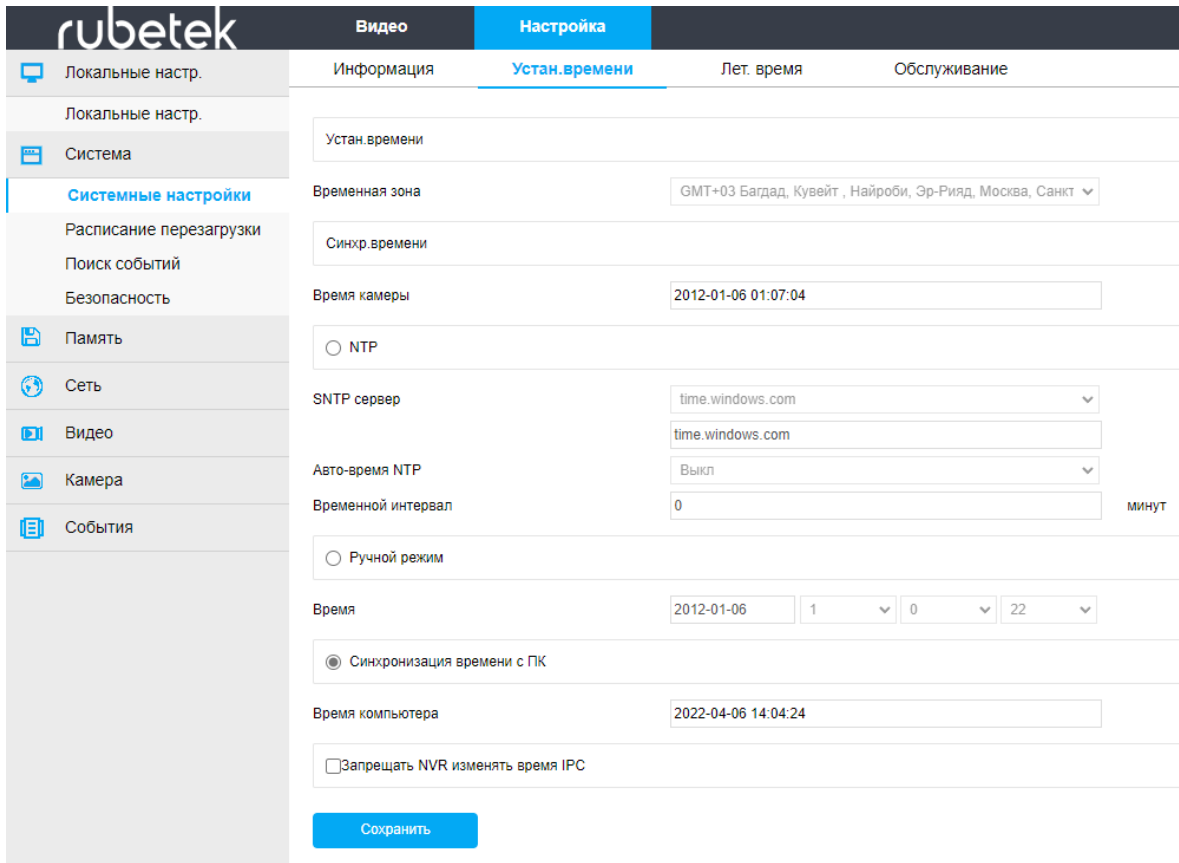 rubetek Видео Настройка
Локальные настр.
Локальные настр.
Система
Системные настройки
Расписание перезагрузки
Поиск событий
Безопасность
Память
Сеть
Видео
Камера
События
Информация Устан.времени Лет. время Обслуживание
Устан.времени
Временная зона GMT+03 Багдад, Кувейт , Найроби, Эр-Рияд, Москва, Санкт
Синхр.времени
Время камеры 2012-01-06 01:07:04
NTP
SNTP сервер time.windows.com
time.windows.com
Авто-время NTP Выкл
Временной интервал 0 минут
Ручной режим
Время 2012-01-06 1 0 22
Синхронизация времени с ПК
Время компьютера 2022-04-06 14:04:24
Запрещать NVR изменять время IPC
Сохранить